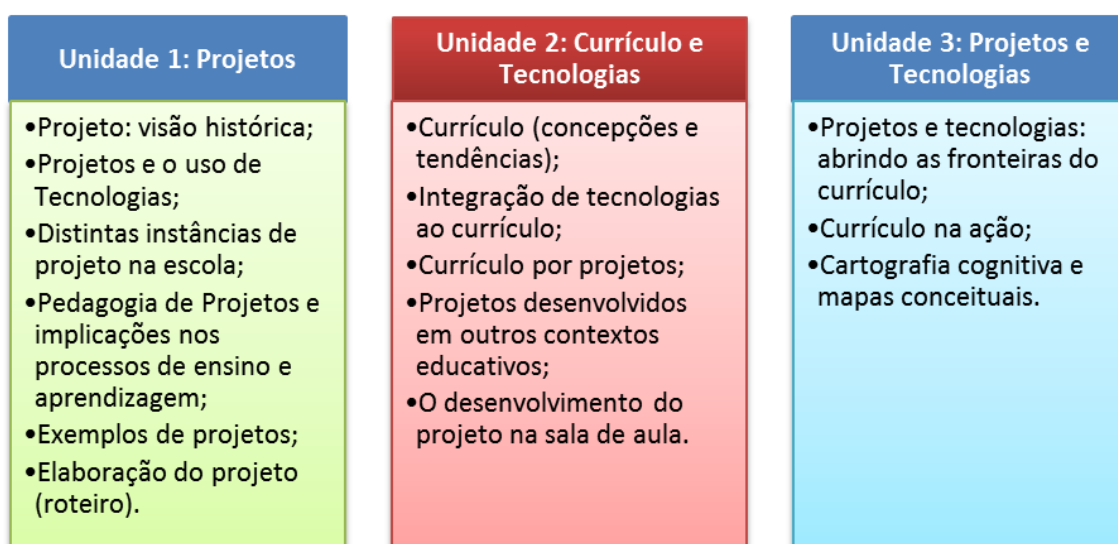 Unidade 1: Projetos
•Projeto: visão histórica;
•Projetos e o uso de
Tecnologias;
•Distintas instâncias de
projeto na escola;
•Pedagogia de Projetos e
implicações nos
processos de ensino e
aprendizagem;
•Exemplos de projetos;
•Elaboração do projeto
(roteiro).
Unidade 2: Currículo e
Tecnologias
•Currículo (concepções e
tendências);
•Integração de tecnologias
ao currículo;
•Currículo por projetos;
•Projetos desenvolvidos
em outros contextos
educativos;
•O desenvolvimento do
projeto na sala de aula.
Unidade 3: Projetos e
Tecnologias
•Projetos e tecnologias:
abrindo as fronteiras do
currículo;
•Currículo na ação;
•Cartografia cognitiva e
mapas conceituais.